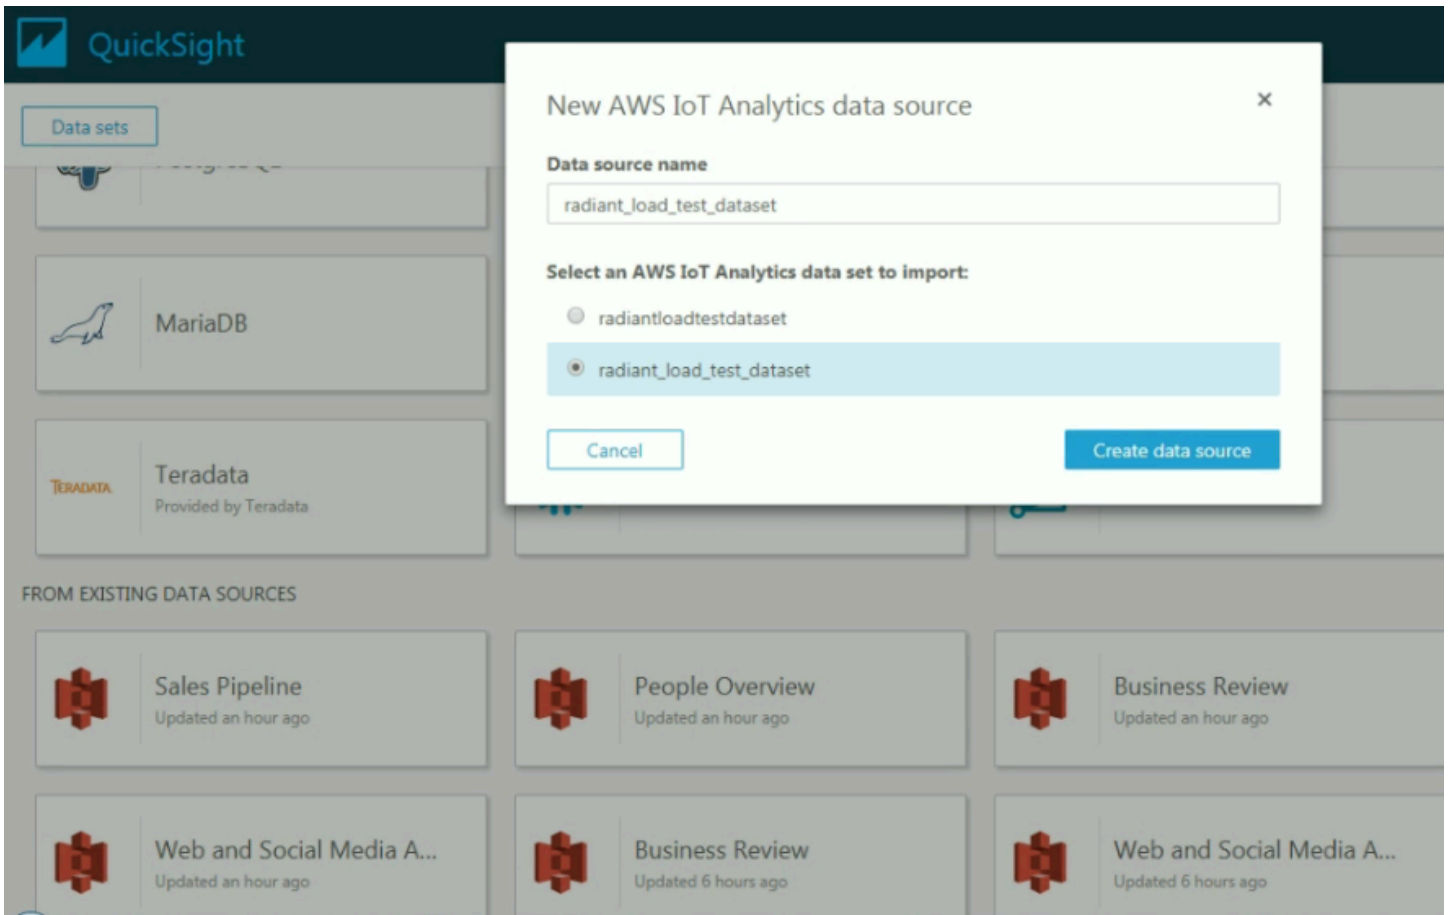 QuickSight
Data sets
New AWS IoT Analytics data source
×
Data source name
radiant_load_test_dataset
Select an AWS IoT Analytics data set to import:
radiantloadtestdataset
radiant_load_test_dataset
Cancel
Create data source
MariaDB
TERADATA
Teradata
Provided by Teradata
FROM EXISTING DATA SOURCES
Sales Pipeline
Updated an hour ago
People Overview
Updated an hour ago
Business Review
Updated an hour ago
Web and Social Media A...
Updated an hour ago
Business Review
Updated 6 hours ago
Web and Social Media A...
Updated 6 hours ago